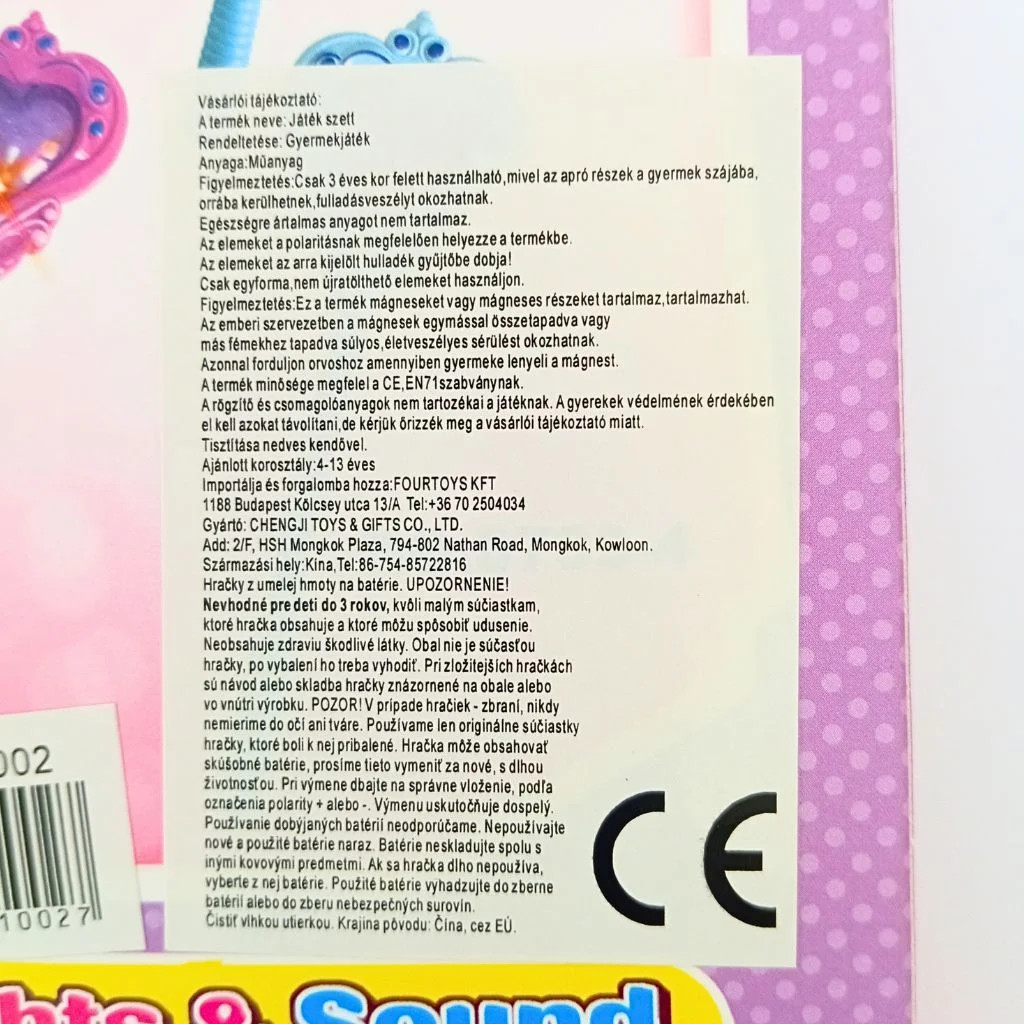 Vásárlói tájékoztató:
A termék neve: Játék szett
Rendeltetése: Gyermekjáték
Anyaga:Műanyag
Figyelmeztetés:Csak 3 éves kor felett használható,mivel az apró részek a gyermek szájába,
orrába kerülhetnek,fulladásveszélyt okozhatnak.
Egészségre ártalmas anyagot nem tartalmaz.
Az elemeket a polaritásnak megfelelően helyezze a termékbe.
Az elemeket az arra kijelőlt hulladék gyűjtőbe dobja!
Csak egyforma,nem újratőlthető elemeket használjon.
Figyelmeztetés:Ez a termék mágneseket vagy mágneses részeket tartalmaz,tartalmazhat.
Az emberi szervezetben a mágnesek egymással ősszetapadva vagy
más fémekhez tapadva súlyos,életveszélyes sérülést okozhatnak.
Azonnal forduljon orvoshoz amennyiben gyermeke lenyeli a mágnest.
A termék minősége megfelel a CE,EN71szabványnak.
A rőgzítő és csomagolóanyagok nem tartozékai a játéknak. A gyerekek védelmének érdekében
el kell azokat távolítani,de kérjük őrizzék meg a vásárlói tájékoztató miatt.
Tisztítása nedves kendővel.
Ajánlott korosztály:4-13 éves
Importálja és forgalomba hozza:FOURTOYS KFT
1188 Budapest Kőlcsey utca 13/A Tel:+36 70 2504034
Gyártó: CHENGJI TOYS & GIFTS CO., LTD.
Add: 2/F, HSH Mongkok Plaza, 794-802 Nathan Road, Mongkok, Kowloon.
Származási hely:Kína,Tel:86-754-85722816
Hračky z umelej hmoty na batérie. UPOZORNENIE!
Nevhodné pre deti do 3 rokov, kvôli malým súčiastkam,
ktoré hračka obsahuje a ktoré môžu spôsobiť udusenie.
Neobsahuje zdraviu škodlivé látky. Obal nie je súčasťou
hračky, po vybalení ho treba vyhodiť. Pri zložitejších hračkách
sú návod alebo skladba hračky znázornené na obale alebo
vo vnútri výrobku. POZOR! V prípade hračiek - zbraní, nikdy
nemierime do očí ani tváre. Používame len originálne súčiastky
hračky, ktoré boli k nej pribalené. Hračka môže obsahovať
skúšobné batérie, prosíme tieto vymeniť za nové, s dlhou
životnosťou. Pri výmene dbajte na správne vloženie, podľa
označenia polarity + alebo -. Výmenu uskutočňuje dospelý.
Používanie dobýjaných batérií neodporúčame. Nepoužívajte
nové a použité batérie naraz. Batérie neskladujte spolu s
inými kovovými predmetmi. Ak sa hračka dlho nepoužíva,
vyberte z nej batérie. Použité batérie vyhadzujte do zberne
batérií alebo do zberu nebezpečných surovín.
Čistiť vlhkou utierkou. Krajina pôvodu: Čína, cez EÚ.
CE
002
10027
hts & Sound